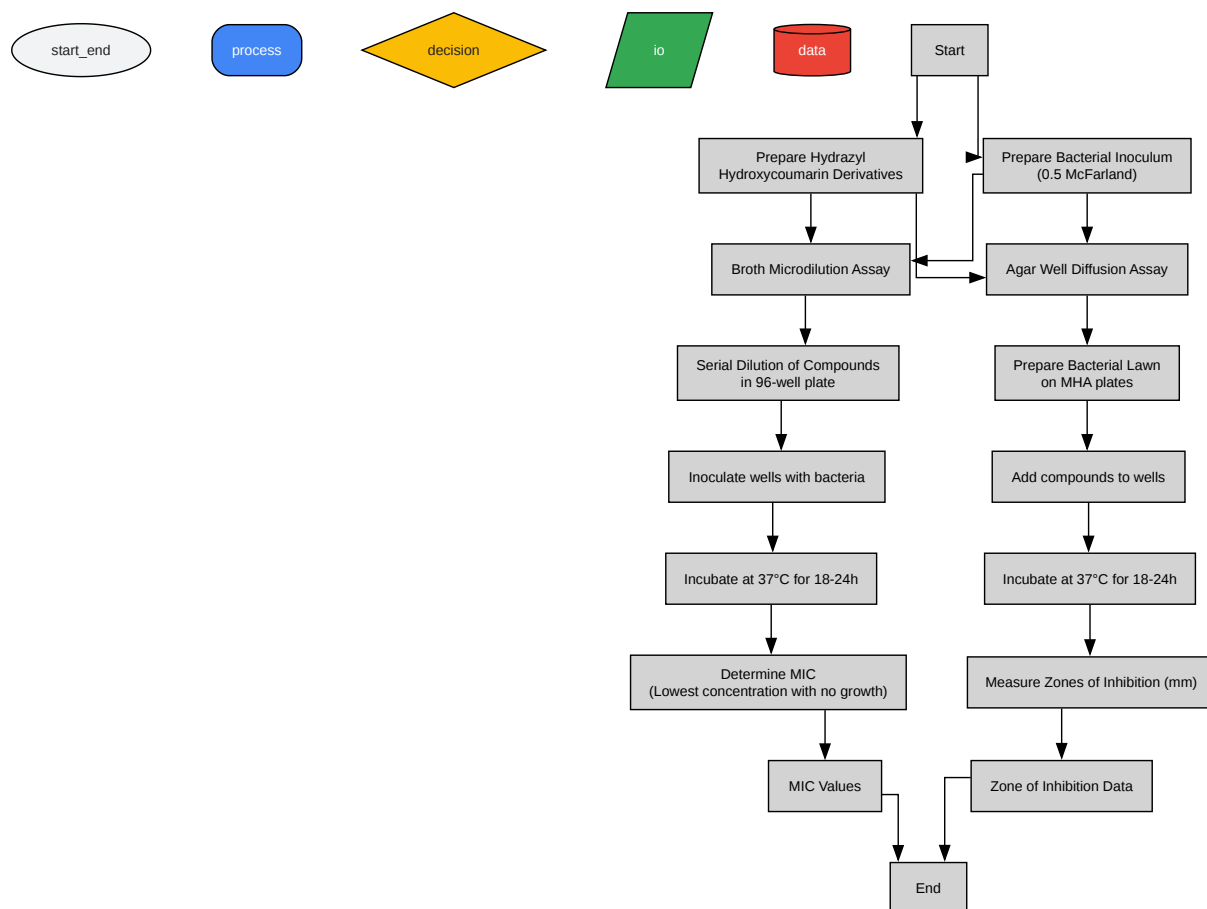 start_end
process
decision
io
data
Start
Prepare Hydrazyl
Hydroxycoumarin Derivatives
Prepare Bacterial Inoculum
(0.5 McFarland)
Broth Microdilution Assay
Agar Well Diffusion Assay
Serial Dilution of Compounds
in 96-well plate
Prepare Bacterial Lawn
on MHA plates
Inoculate wells with bacteria
Add compounds to wells
Incubate at 37°C for 18-24h
Incubate at 37°C for 18-24h
Determine MIC
(Lowest concentration with no growth)
Measure Zones of Inhibition (mm)
MIC Values
Zone of Inhibition Data
End